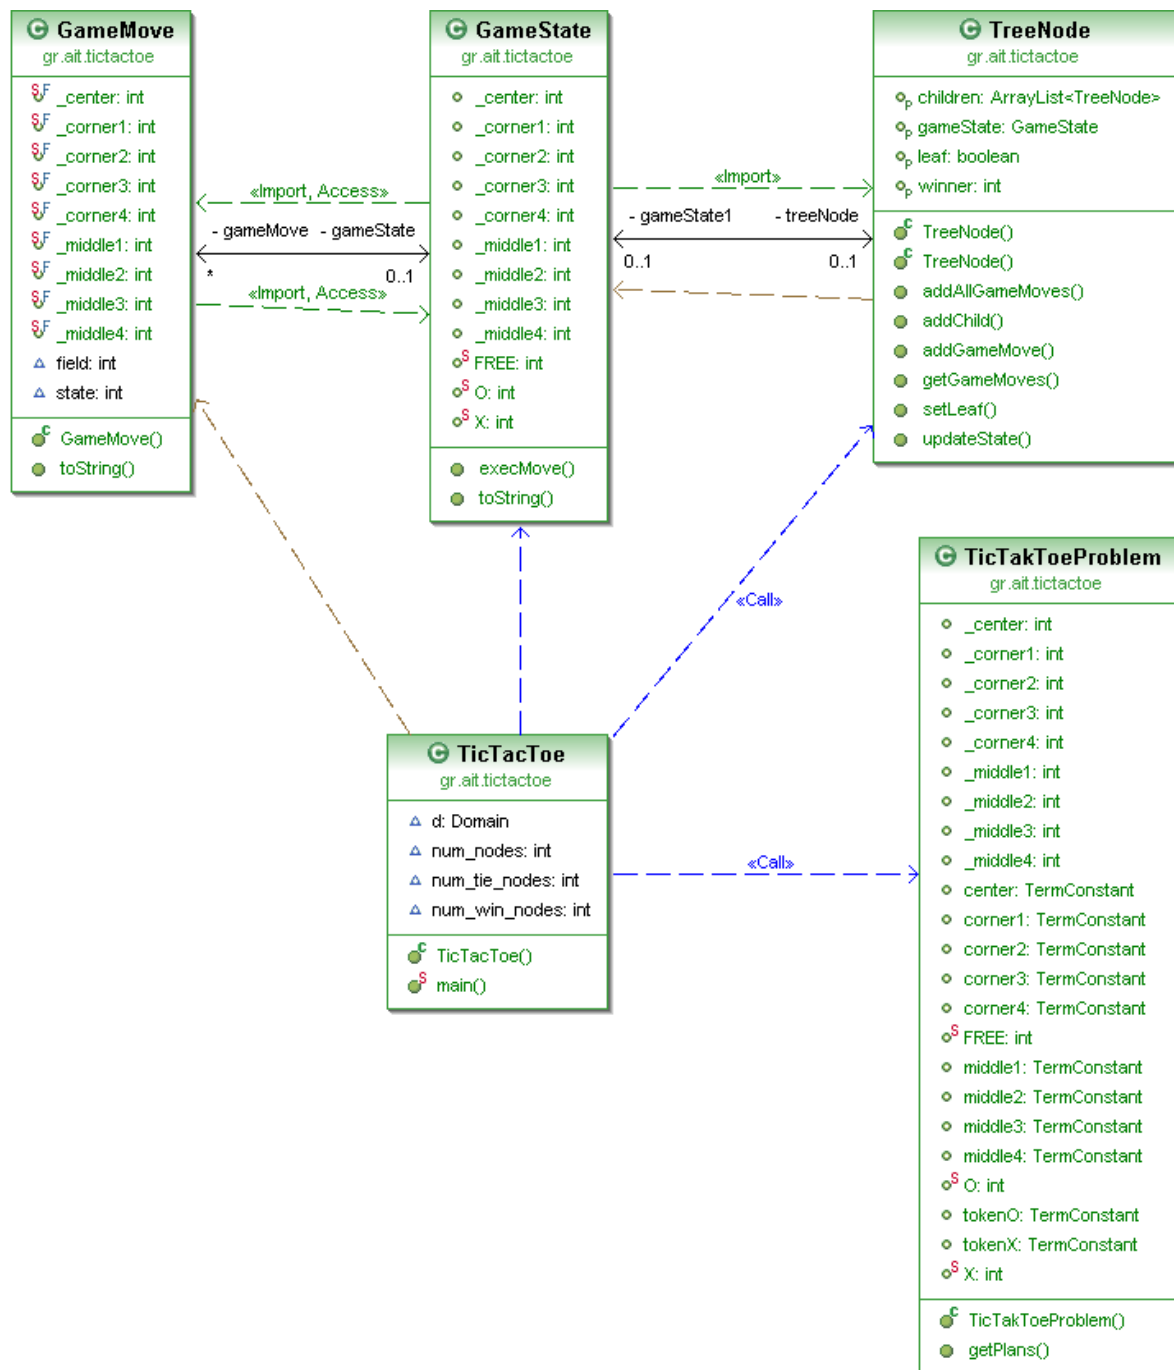 GameMove
gr.ait.tictactoe
_center: int
_corner1: int
_corner2: int
_corner3: int
_corner4: int
_middle1: int
_middle2: int
_middle3: int
_middle4: int
field: int
state: int
GameMove()
toString()
«Import, Access»
- gameMove - gameState
* 0..1
«Import, Access»
GameState
gr.ait.tictactoe
_center: int
_corner1: int
_corner2: int
_corner3: int
_corner4: int
_middle1: int
_middle2: int
_middle3: int
_middle4: int
FREE: int
O: int
X: int
execMove()
toString()
«Import»
- gameState1 - treeNode
0..1 0..1
TreeNode
gr.ait.tictactoe
children: ArrayList<TreeNode>
gameState: GameState
leaf: boolean
winner: int
TreeNode()
TreeNode()
addAllGameMoves()
addChild()
addGameMove()
getGameMoves()
setLeaf()
updateState()
«Call»
TicTacToe
gr.ait.tictactoe
d: Domain
num_nodes: int
num_tie_nodes: int
num_win_nodes: int
TicTacToe()
main()
«Call»
TicTakToeProblem
gr.ait.tictactoe
_center: int
_corner1: int
_corner2: int
_corner3: int
_corner4: int
_middle1: int
_middle2: int
_middle3: int
_middle4: int
center: TermConstant
corner1: TermConstant
corner2: TermConstant
corner3: TermConstant
corner4: TermConstant
FREE: int
middle1: TermConstant
middle2: TermConstant
middle3: TermConstant
middle4: TermConstant
O: int
tokenO: TermConstant
tokenX: TermConstant
X: int
TicTakToeProblem()
getPlans()